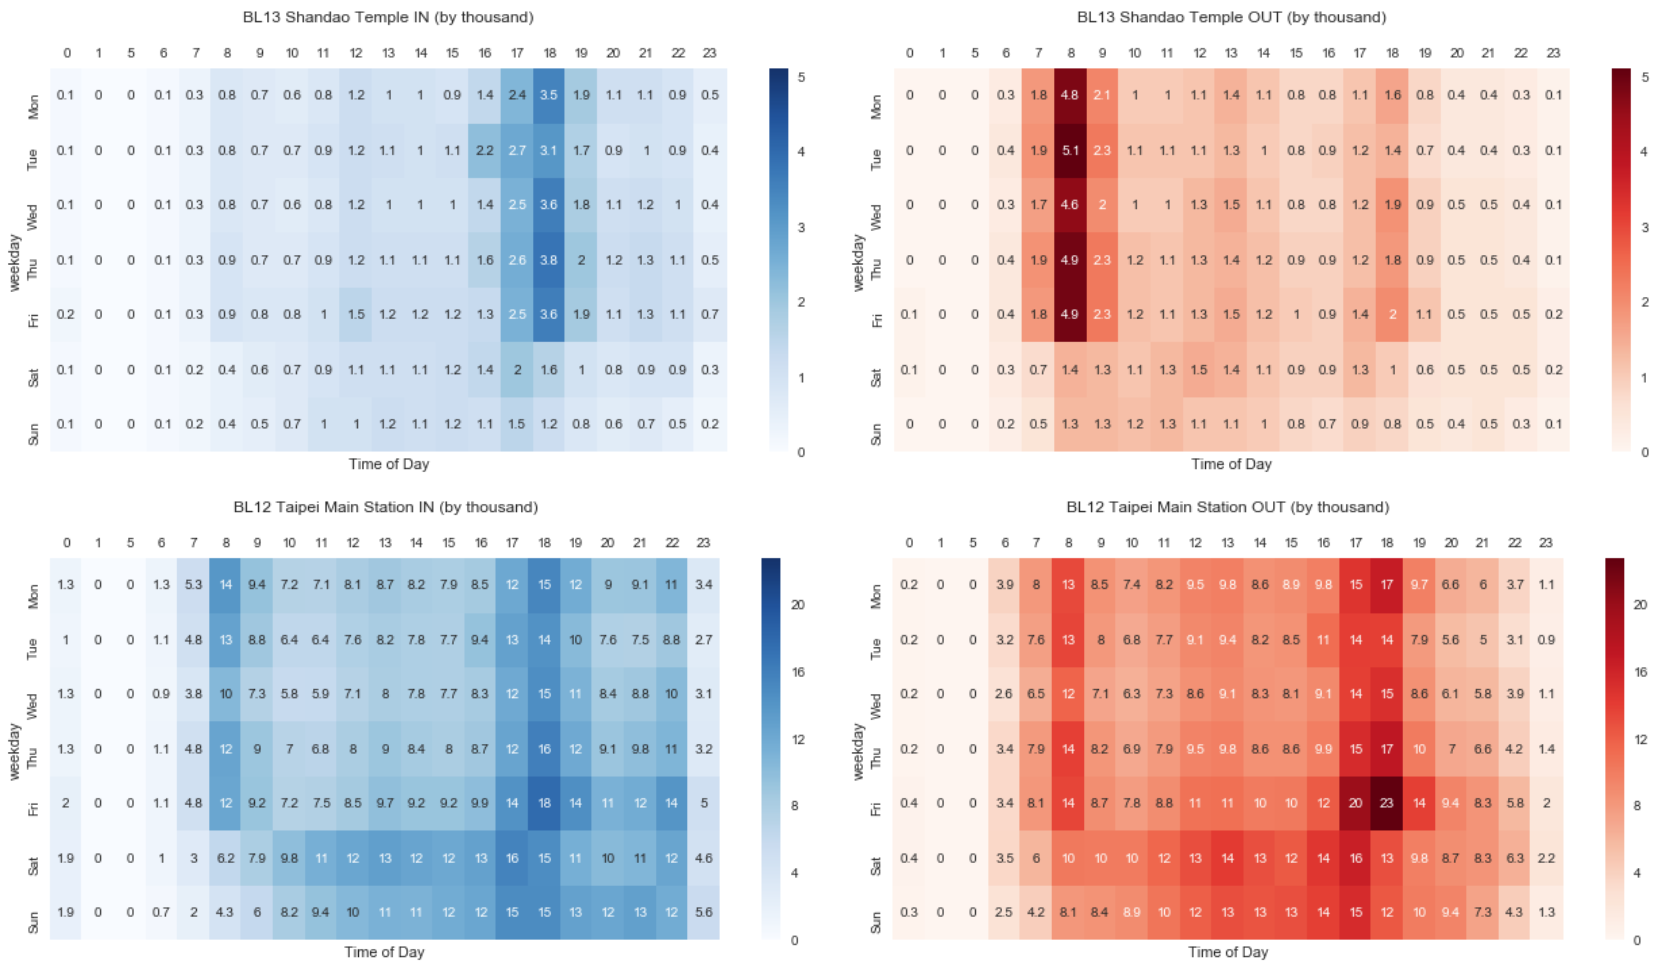 BL13 Shandao Temple IN (by thousand)
0 1 5 6 7 8 9 10 11 12 13 14 15 16 17 18 19 20 21 22 23
Mon 0.1 0 0 0.1 0.3 0.8 0.7 0.6 0.8 1.2 1 1 0.9 1.4 2.4 3.5 1.9 1.1 1.1 0.9 0.5
Tue 0.1 0 0 0.1 0.3 0.8 0.7 0.7 0.9 1.2 1.1 1 1.1 2.2 2.7 3.1 1.7 0.9 1 0.9 0.4
Wed 0.1 0 0 0.1 0.3 0.8 0.7 0.6 0.8 1.2 1 1 1 1.4 2.5 3.6 1.8 1.1 1.2 1 0.4
Thu 0.1 0 0 0.1 0.3 0.9 0.7 0.7 0.9 1.2 1.1 1.1 1.1 1.6 2.6 3.8 2 1.2 1.3 1.1 0.5
Fri 0.2 0 0 0.1 0.3 0.9 0.8 0.8 1 1.5 1.2 1.2 1.2 1.3 2.5 3.6 1.9 1.1 1.3 1.1 0.7
Sat 0.1 0 0 0.1 0.2 0.4 0.6 0.7 0.9 1.1 1.1 1.1 1.2 1.4 2 1.6 1 0.8 0.9 0.9 0.3
Sun 0.1 0 0 0.1 0.2 0.4 0.5 0.7 1 1 1.2 1.1 1.2 1.1 1.5 1.2 0.8 0.6 0.7 0.5 0.2
weekday
Time of Day
5
4
3
2
1
0
BL13 Shandao Temple OUT (by thousand)
0 1 5 6 7 8 9 10 11 12 13 14 15 16 17 18 19 20 21 22 23
Mon 0 0 0 0.3 1.8 4.8 2.1 1 1 1.1 1.4 1.1 0.8 0.8 1.1 1.6 0.8 0.4 0.4 0.3 0.1
Tue 0 0 0 0.4 1.9 5.1 2.3 1.1 1.1 1.1 1.3 1 0.8 0.9 1.2 1.4 0.7 0.4 0.4 0.3 0.1
Wed 0 0 0 0.3 1.7 4.6 2 1 1 1.3 1.5 1.1 0.8 0.8 1.2 1.9 0.9 0.5 0.5 0.4 0.1
Thu 0 0 0 0.4 1.9 4.9 2.3 1.2 1.1 1.3 1.4 1.2 0.9 0.9 1.2 1.8 0.9 0.5 0.5 0.4 0.1
Fri 0.1 0 0 0.4 1.8 4.9 2.3 1.2 1.1 1.3 1.5 1.2 1 0.9 1.4 2 1.1 0.5 0.5 0.5 0.2
Sat 0.1 0 0 0.3 0.7 1.4 1.3 1.1 1.3 1.5 1.4 1.1 0.9 0.9 1.3 1 0.6 0.5 0.5 0.5 0.2
Sun 0 0 0 0.2 0.5 1.3 1.3 1.2 1.3 1.1 1.1 1 0.8 0.7 0.9 0.8 0.5 0.4 0.5 0.3 0.1
weekday
Time of Day
5
4
3
2
1
0
BL12 Taipei Main Station IN (by thousand)
0 1 5 6 7 8 9 10 11 12 13 14 15 16 17 18 19 20 21 22 23
Mon 1.3 0 0 1.3 5.3 14 9.4 7.2 7.1 8.1 8.7 8.2 7.9 8.5 12 15 12 9 9.1 11 3.4
Tue 1 0 0 1.1 4.8 13 8.8 6.4 6.4 7.6 8.2 7.8 7.7 9.4 13 14 10 7.6 7.5 8.8 2.7
Wed 1.3 0 0 0.9 3.8 10 7.3 5.8 5.9 7.1 8 7.8 7.7 8.3 12 15 11 8.4 8.8 10 3.1
Thu 1.3 0 0 1.1 4.8 12 9 7 6.8 8 9 8.4 8 8.7 12 16 12 9.1 9.8 11 3.2
Fri 2 0 0 1.1 4.8 12 9.2 7.2 7.5 8.5 9.7 9.2 9.2 9.9 14 18 14 11 12 14 5
Sat 1.9 0 0 1 3 6.2 7.9 9.8 11 12 13 12 12 13 16 15 11 10 11 12 4.6
Sun 1.9 0 0 0.7 2 4.3 6 8.2 9.4 10 11 11 12 12 15 15 13 12 13 12 5.6
weekday
Time of Day
20
16
12
8
4
0
BL12 Taipei Main Station OUT (by thousand)
0 1 5 6 7 8 9 10 11 12 13 14 15 16 17 18 19 20 21 22 23
Mon 0.2 0 0 3.9 8 13 8.5 7.4 8.2 9.5 9.8 8.6 8.9 9.8 15 17 9.7 6.6 6 3.7 1.1
Tue 0.2 0 0 3.2 7.6 13 8 6.8 7.7 9.1 9.4 8.2 8.5 11 14 14 7.9 5.6 5 3.1 0.9
Wed 0.2 0 0 2.6 6.5 12 7.1 6.3 7.3 8.6 9.1 8.3 8.1 9.1 14 15 8.6 6.1 5.8 3.9 1.1
Thu 0.2 0 0 3.4 7.9 14 8.2 6.9 7.9 9.5 9.8 8.6 8.6 9.9 15 17 10 7 6.6 4.2 1.4
Fri 0.4 0 0 3.4 8.1 14 8.7 7.8 8.8 11 11 10 10 12 20 23 14 9.4 8.3 5.8 2
Sat 0.4 0 0 3.5 6 10 10 10 12 13 14 13 12 14 16 13 9.8 8.7 8.3 6.3 2.2
Sun 0.3 0 0 2.5 4.2 8.1 8.4 8.9 10 12 13 13 13 14 15 12 10 9.4 7.3 4.3 1.3
weekday
Time of Day
20
16
12
8
4
0